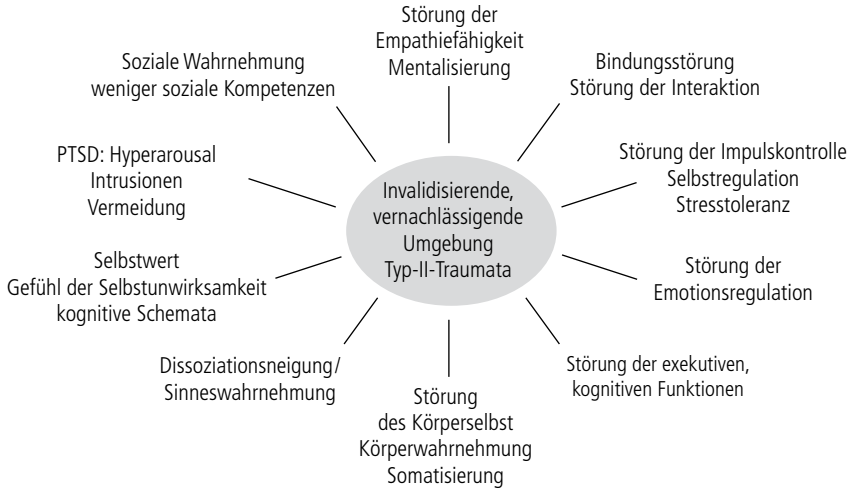 Störung der
Empathiefähigkeit
Mentalisierung
Bindungsstörung
Störung der Interaktion
Störung der Impulskontrolle
Selbstregulation
Stresstoleranz
Störung der
Emotionsregulation
Störung der exekutiven,
kognitiven Funktionen
Störung
des Körperselbst
Körperwahrnehmung
Somatisierung
Dissoziationsneigung/
Sinneswahrnehmung
Selbstwert
Gefühl der Selbstunwirksamkeit
kognitive Schemata
PTSD: Hyperarousal
Intrusionen
Vermeidung
Soziale Wahrnehmung
weniger soziale Kompetenzen
Invalidisierende,
vernachlässigende
Umgebung
Typ-II-Traumata